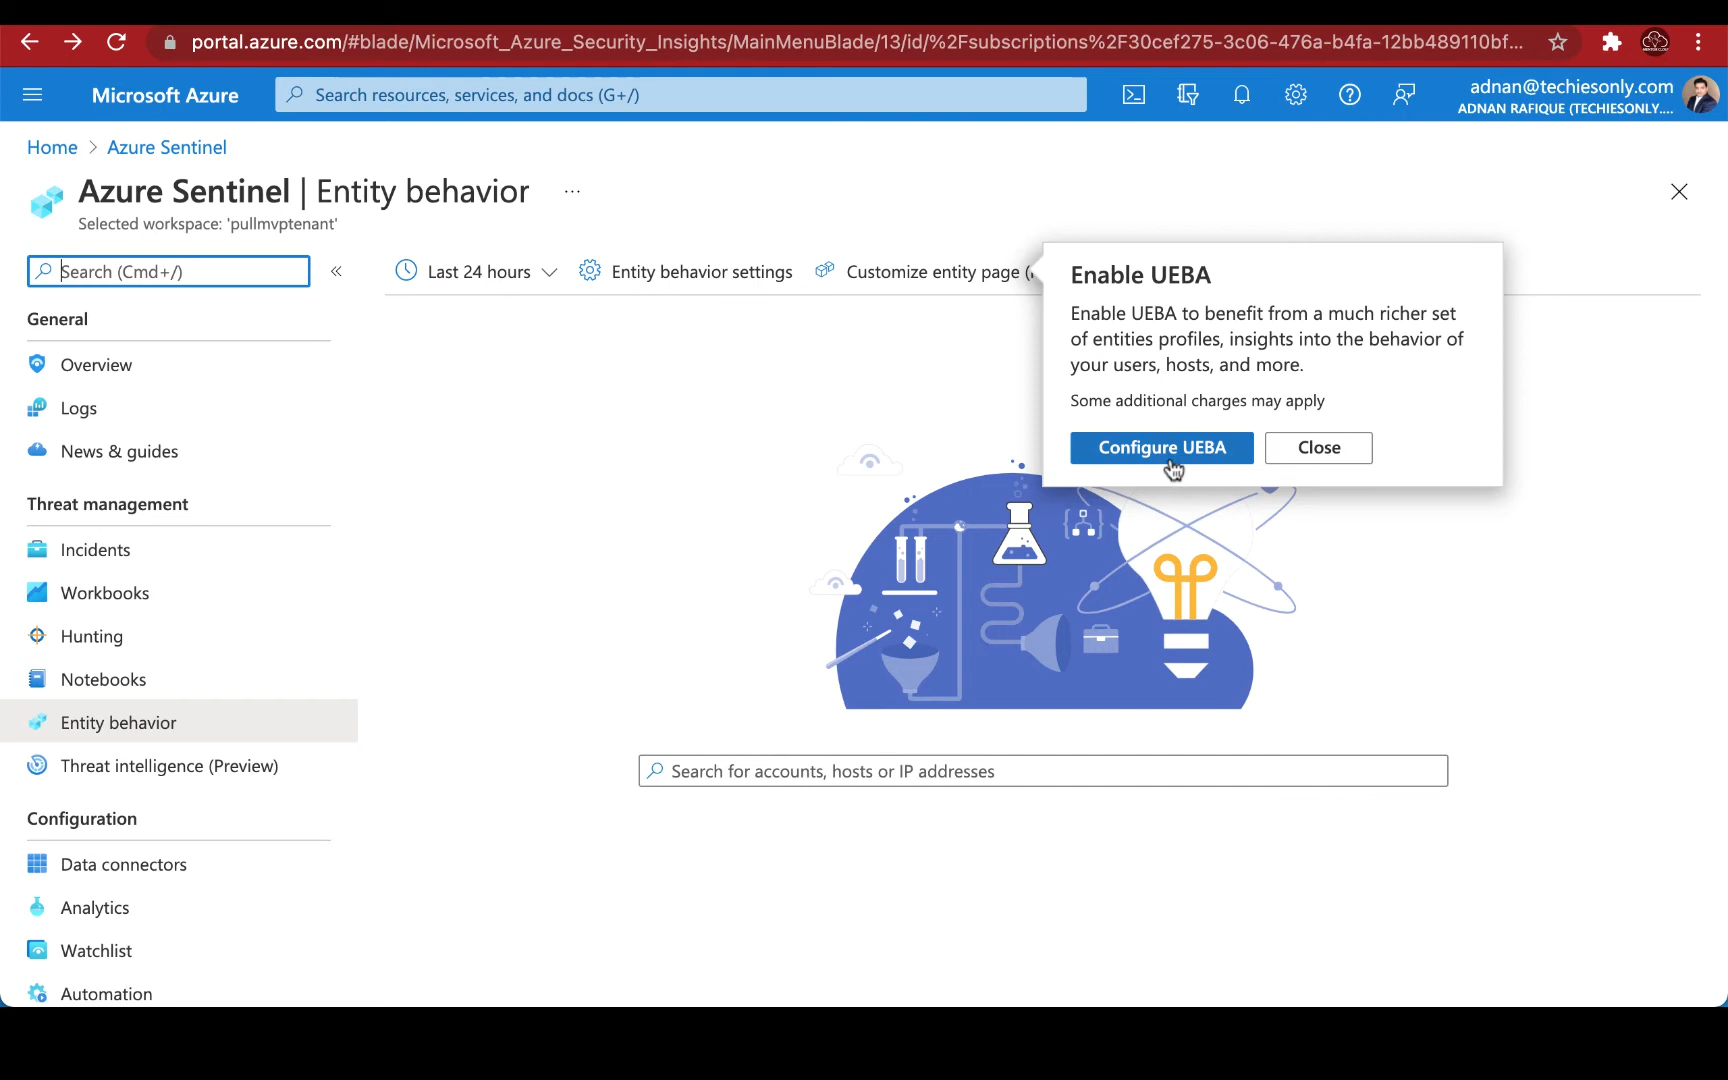 portal.azure.com/#blade/Microsoft_Azure_Security_Insights/MainMenuBlade/13/id/%2Fsubscriptions%2F30cef275-3c06-476a-b4fa-12bb489110bf...
Microsoft Azure
Search resources, services, and docs (G+/)
adnan@techiesonly.com
ADNAN RAFIQUE (TECHIESONLY....
Home > Azure Sentinel
Azure Sentinel | Entity behavior ...
Selected workspace: 'pullmvptenant'
Search (Cmd+/)
Last 24 hours
Entity behavior settings
Customize entity page (
Enable UEBA
Enable UEBA to benefit from a much richer set
of entities profiles, insights into the behavior of
your users, hosts, and more.
Some additional charges may apply
Configure UEBA
Close
General
Overview
Logs
News & guides
Threat management
Incidents
Workbooks
Hunting
Notebooks
Entity behavior
Threat intelligence (Preview)
Search for accounts, hosts or IP addresses
Configuration
Data connectors
Analytics
Watchlist
Automation